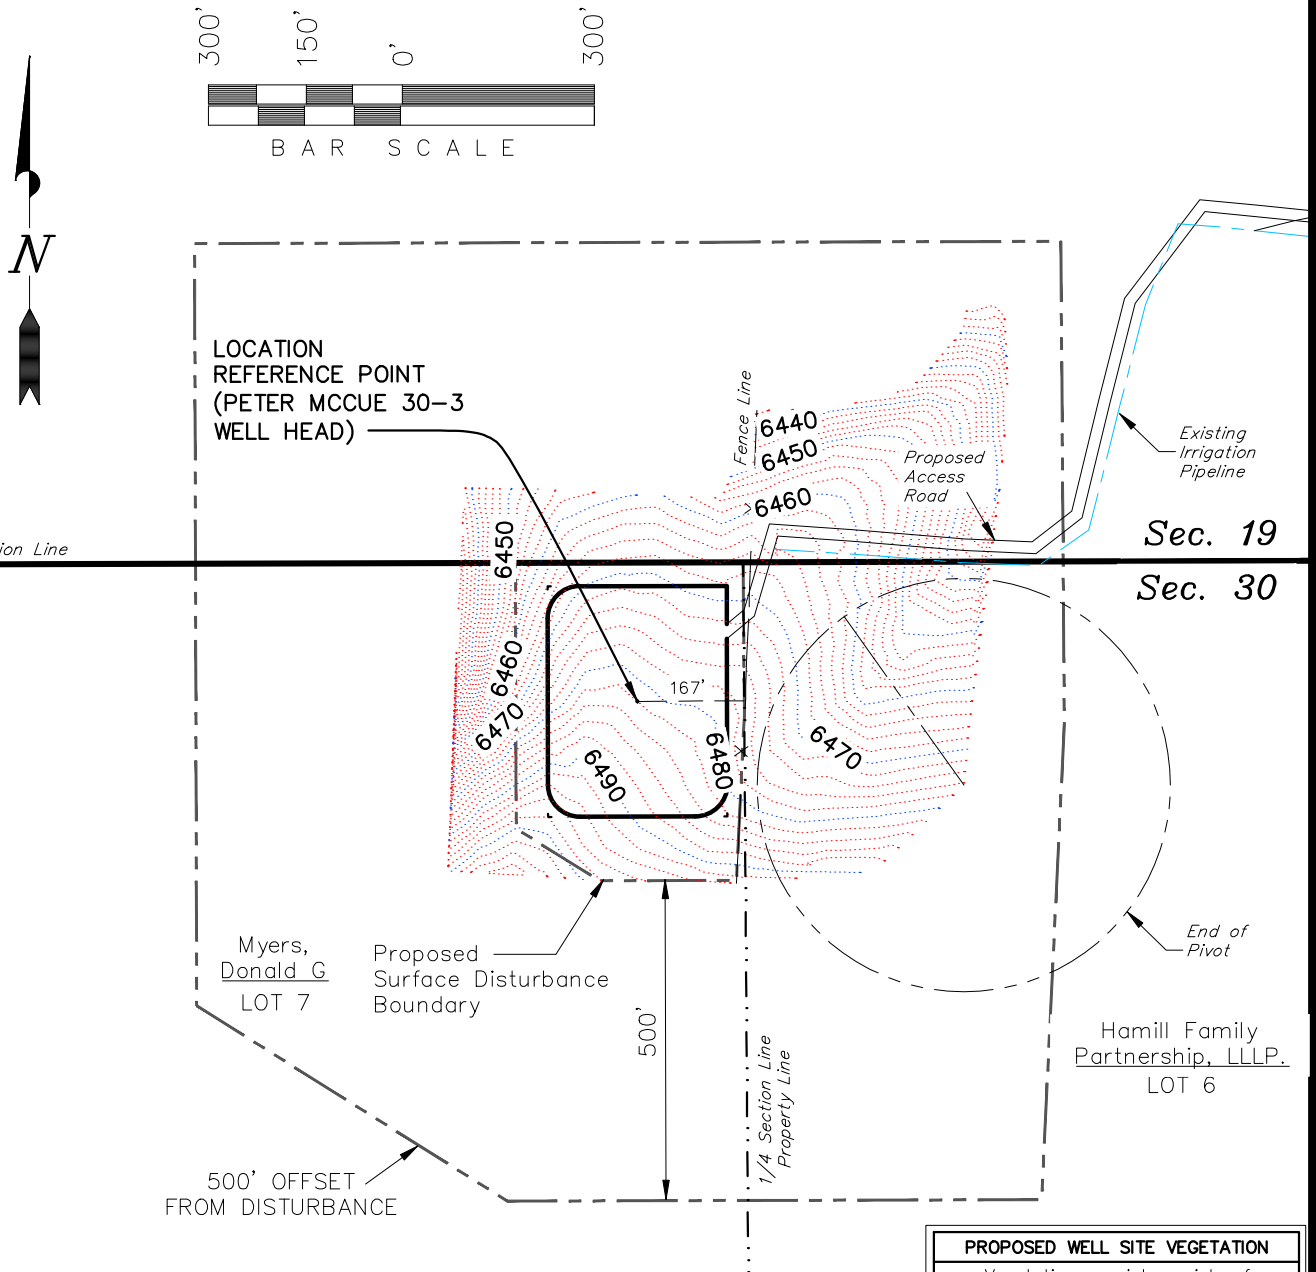 300' 150' 0' 300'
BAR SCALE
N
LOCATION
REFERENCE POINT
(PETER MCCUE 30-3
WELL HEAD)
Fence Line
6440
6450
6460
Proposed
Access
Road
Existing
Irrigation
Pipeline
ion Line
6450
Sec. 19
Sec. 30
6460
6470
167'
6480
6490
6470
Myers,
Donald G
LOT 7
Proposed
Surface Disturbance
Boundary
End of
Pivot
500'
1/4 Section Line
Property Line
Hamill Family
Partnership, LLLP.
LOT 6
500' OFFSET
FROM DISTURBANCE
PROPOSED WELL SITE VEGETATION